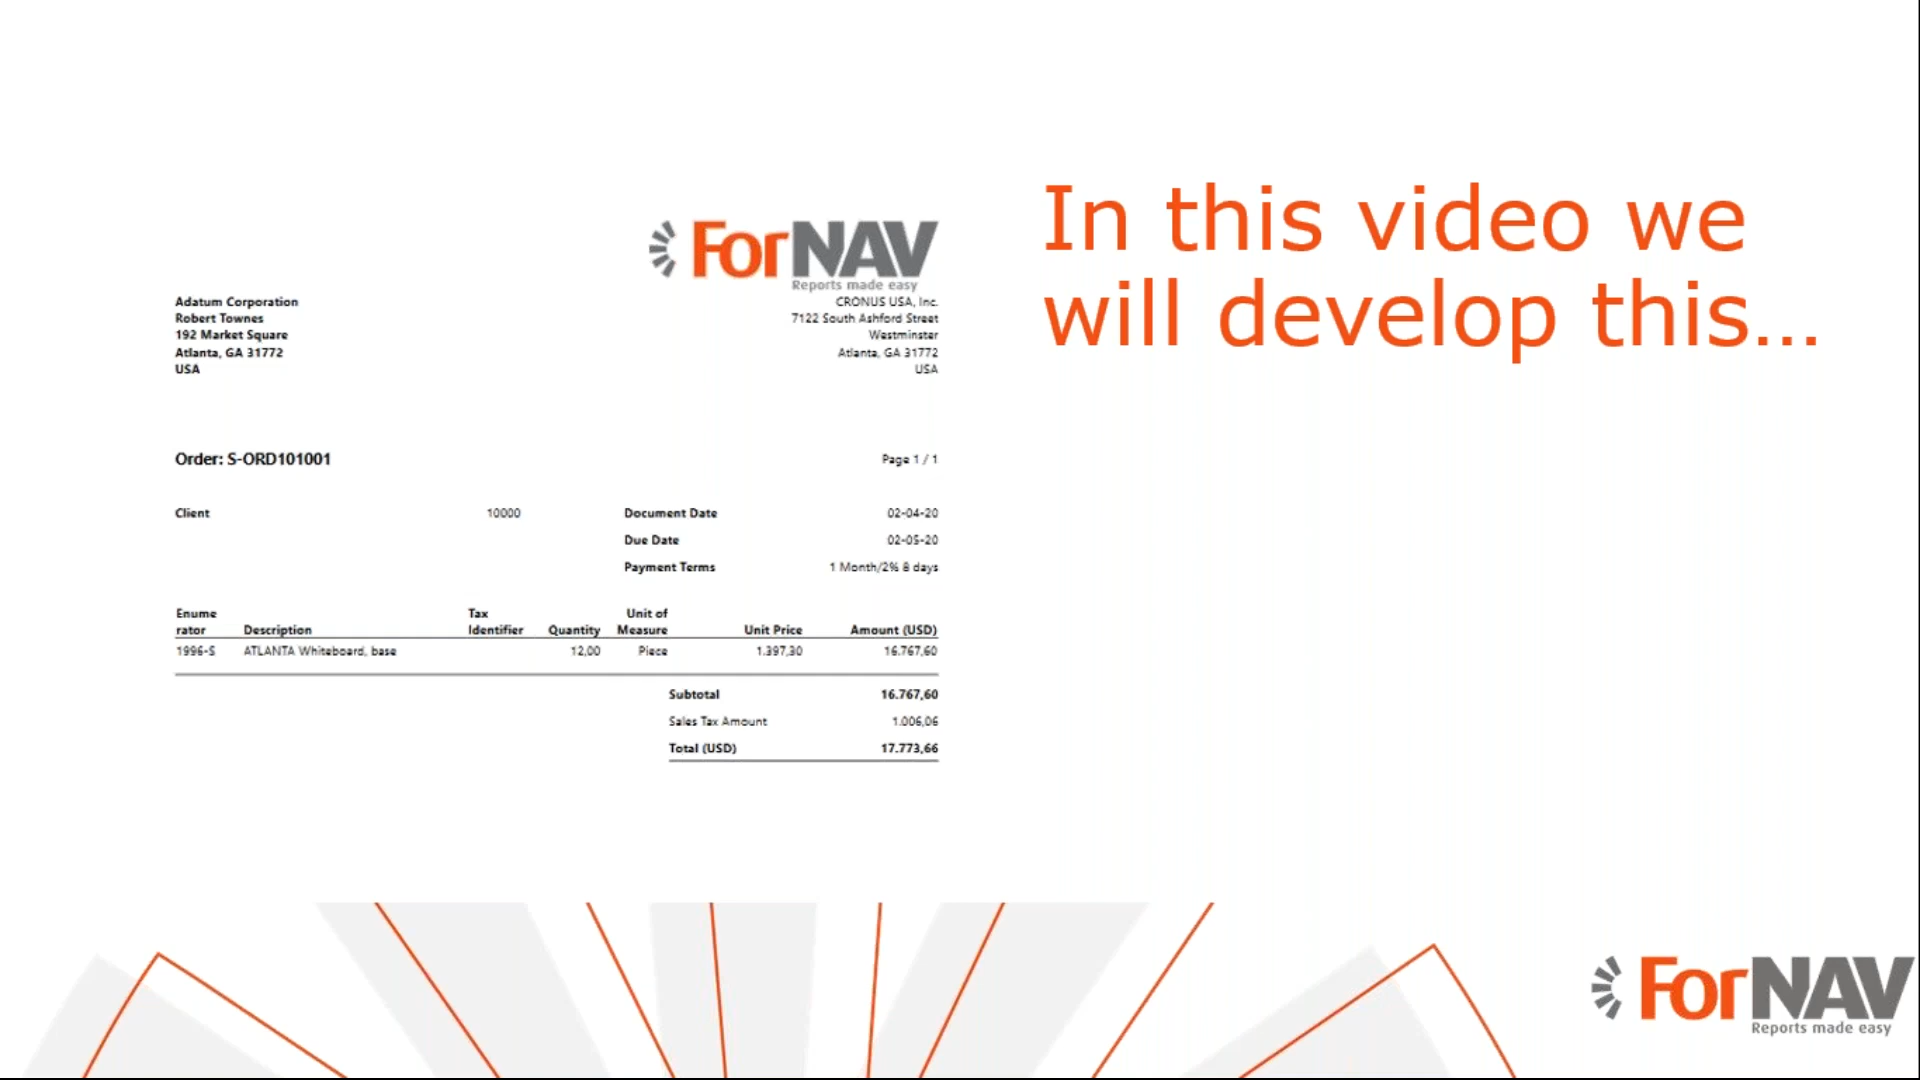 In this video we
will develop this...
ForNAV
Reports made easy
Adatum Corporation
Robert Townes
192 Market Square
Atlanta, GA 31772
USA
CRONUS USA, Inc.
7122 South Ashford Street
Westminster
Atlanta, GA 31772
USA
Order: S-ORD101001
Page 1 / 1
Client 10000
Document Date 02-04-20
Due Date 02-05-20
Payment Terms 1 Month/2% 8 days
Enume Tax Unit of
rator Description Identifier Quantity Measure Unit Price Amount (USD)
1996-S ATLANTA Whiteboard, base 12,00 Piece 1.397,30 16.767,60
Subtotal 16.767,60
Sales Tax Amount 1.006,06
Total (USD) 17.773,66
ForNAV
Reports made easy